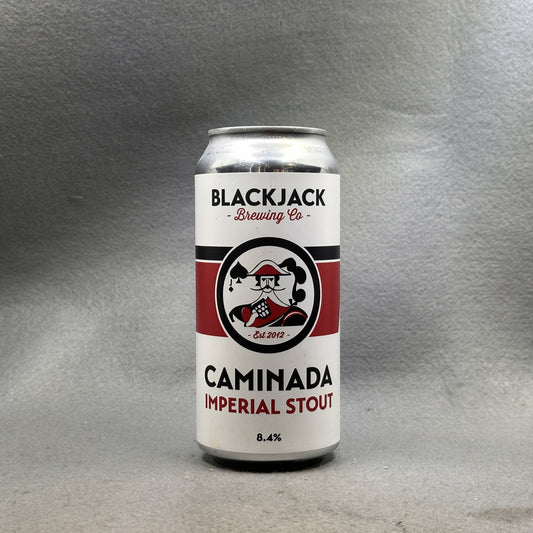 BLACKJACK
- Brewing Co -
- Est 2012 -
CAMINADA
IMPERIAL STOUT
8.4%